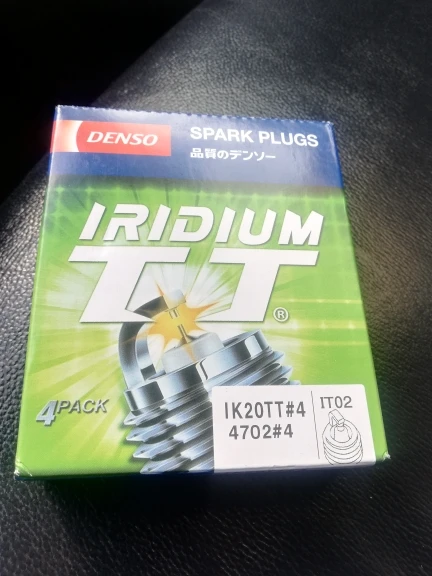 DENSO
SPARK PLUGS
品質のデンソー
IRIDIUM
TT®
4PACK
IK20TT#4
4702#4
IT02